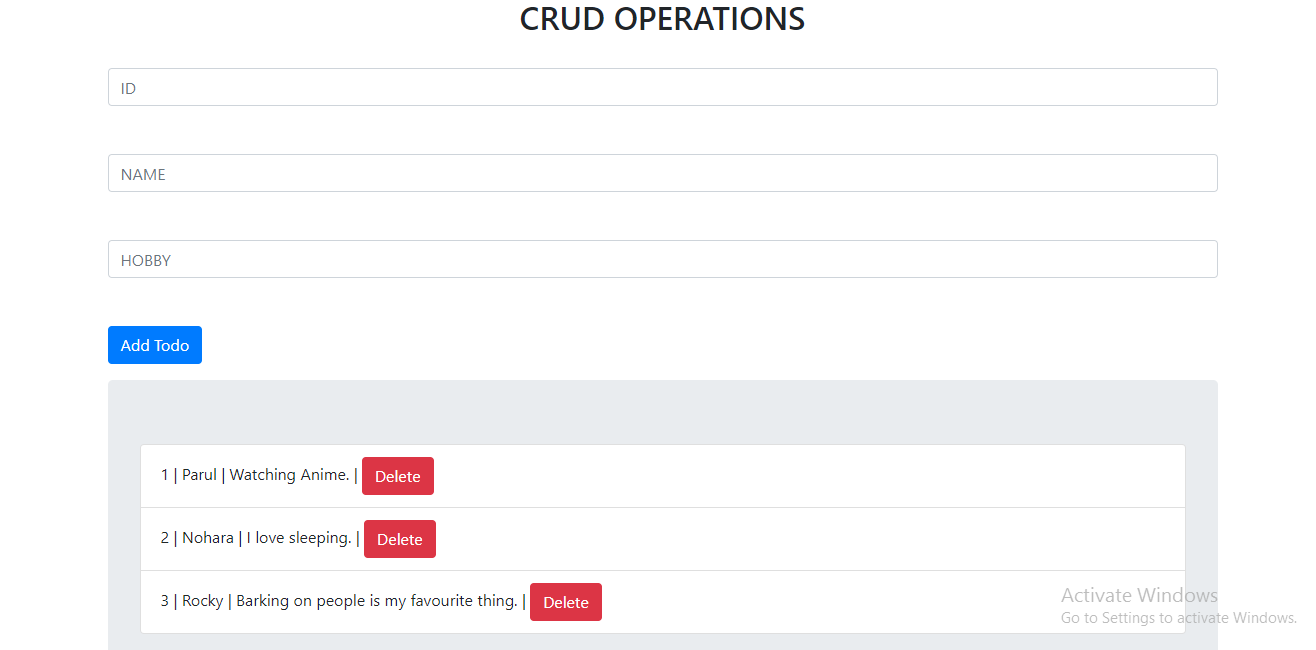 CRUD OPERATIONS
ID
NAME
HOBBY
Add Todo
1 | Parul | Watching Anime. | Delete
2 | Nohara | I love sleeping. | Delete
3 | Rocky | Barking on people is my favourite thing. | Delete
Activate Windows
Go to Settings to activate Windows.